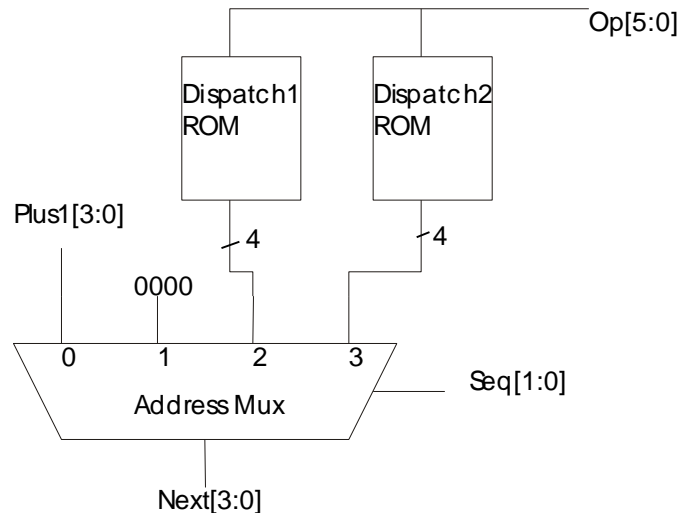 Op[5:0]
Dispatch1
ROM
Dispatch2
ROM
Plus1[3:0]
4
4
0000
0
1
2
3
Seq[1:0]
Address Mux
Next[3:0]